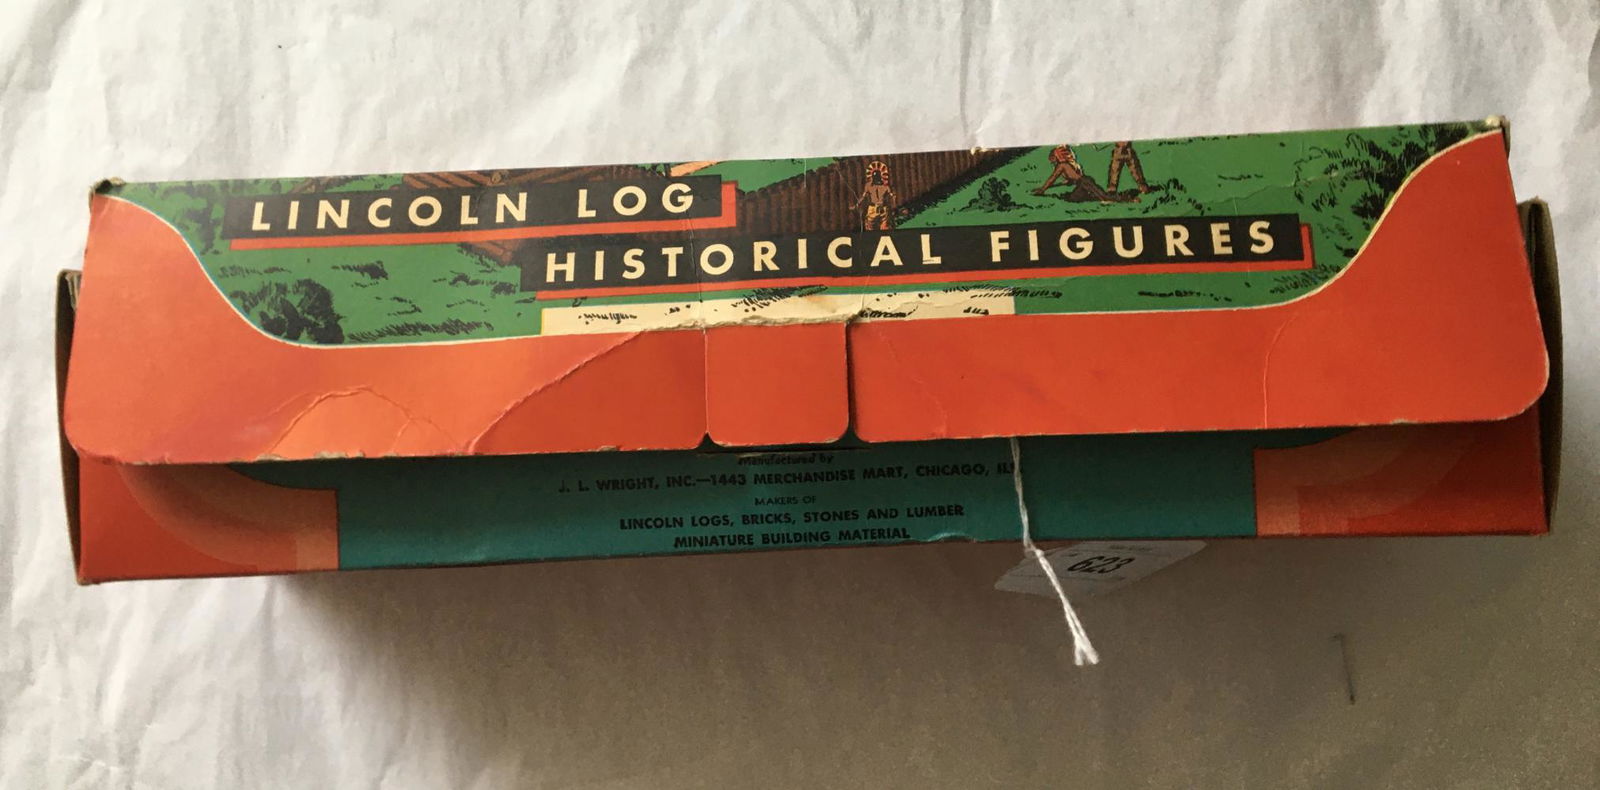 LINCOLN LOG
HISTORICAL FIGURES
manufactured by
J. L. WRIGHT, INC.—1443 MERCHANDISE MART, CHICAGO, ILL.
MAKERS OF
LINCOLN LOGS, BRICKS, STONES AND LUMBER
MINIATURE BUILDING MATERIAL
623